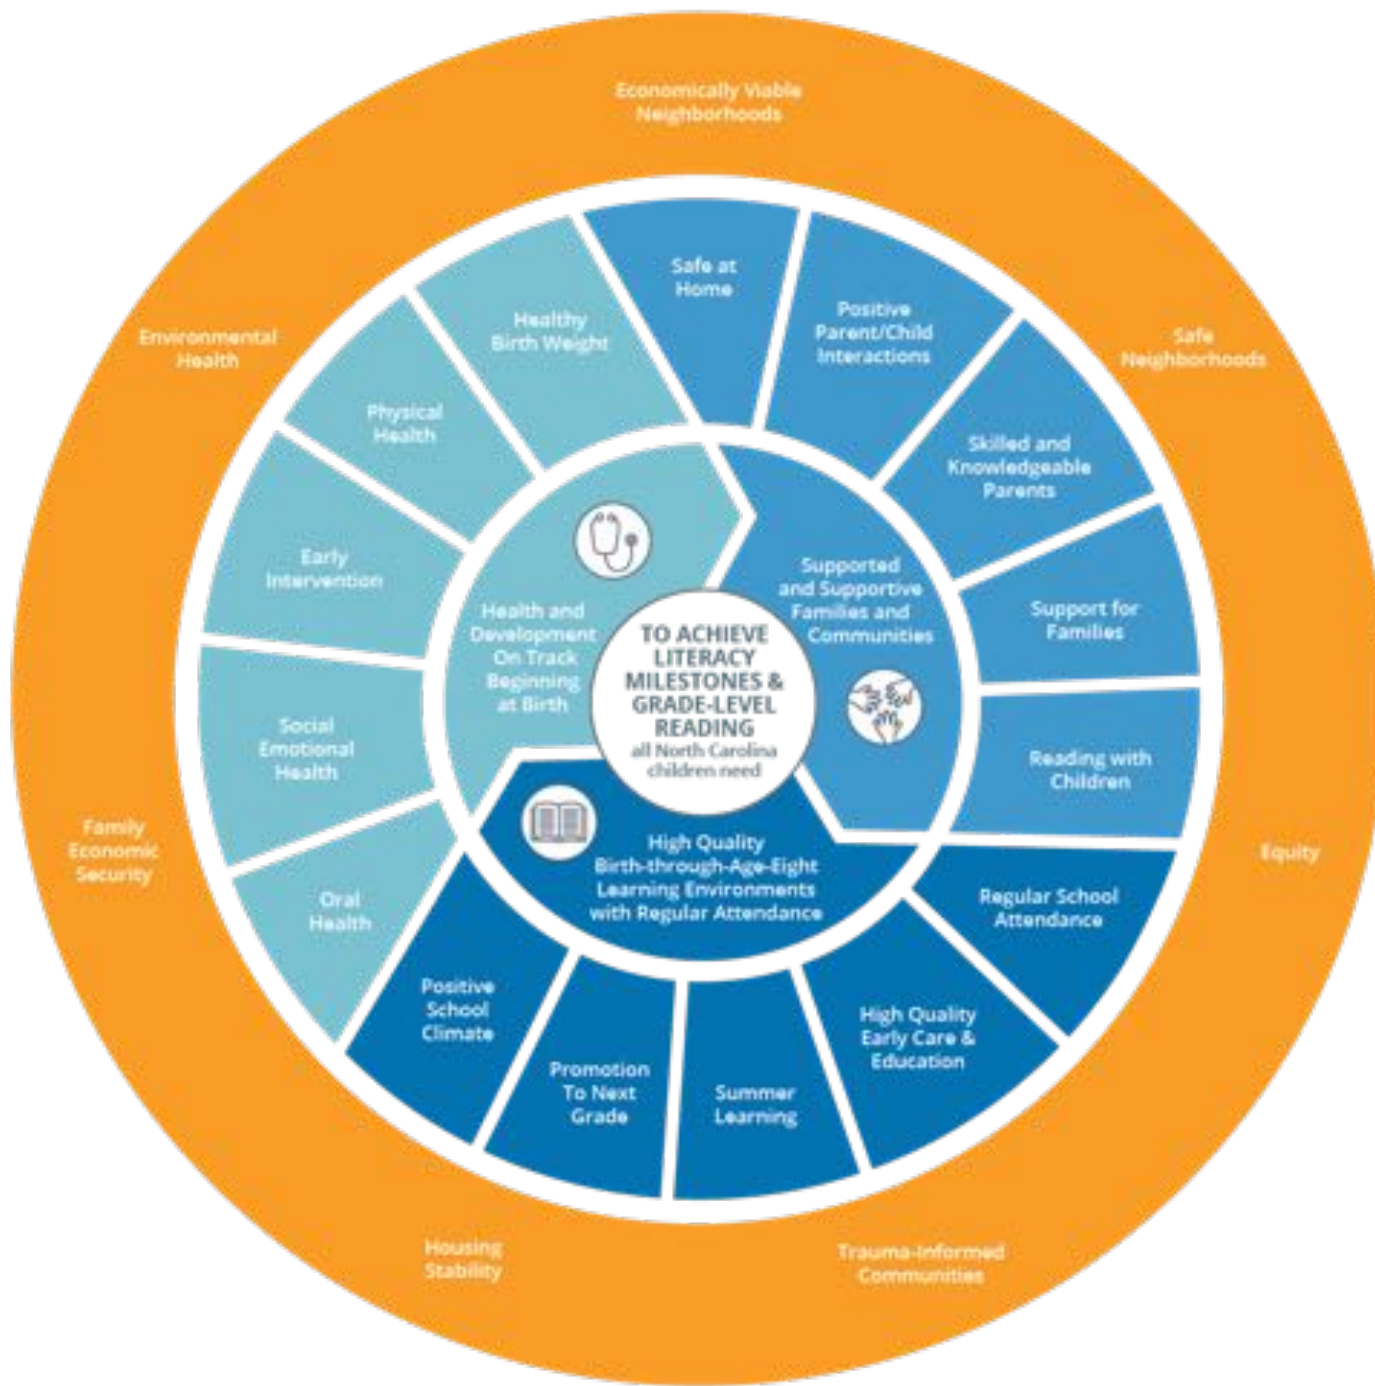 Economically Viable
Neighborhoods
Safe
Neighborhoods
Equity
Trauma-Informed
Communities
Housing
Stability
Family
Economic
Security
Environmental
Health
Safe at
Home
Positive
Parent/Child
Interactions
Skilled and
Knowledgeable
Parents
Support for
Families
Reading with
Children
Regular School
Attendance
High Quality
Early Care &
Education
Summer
Learning
Promotion
To Next
Grade
Positive
School
Climate
Oral
Health
Social
Emotional
Health
Early
Intervention
Physical
Health
Healthy
Birth Weight
Supported
and Supportive
Families and
Communities
High Quality
Birth-through-Age-Eight
Learning Environments
with Regular Attendance
Health and
Development
On Track
Beginning
at Birth
TO ACHIEVE
LITERACY
MILESTONES &
GRADE-LEVEL
READING
all North Carolina
children need